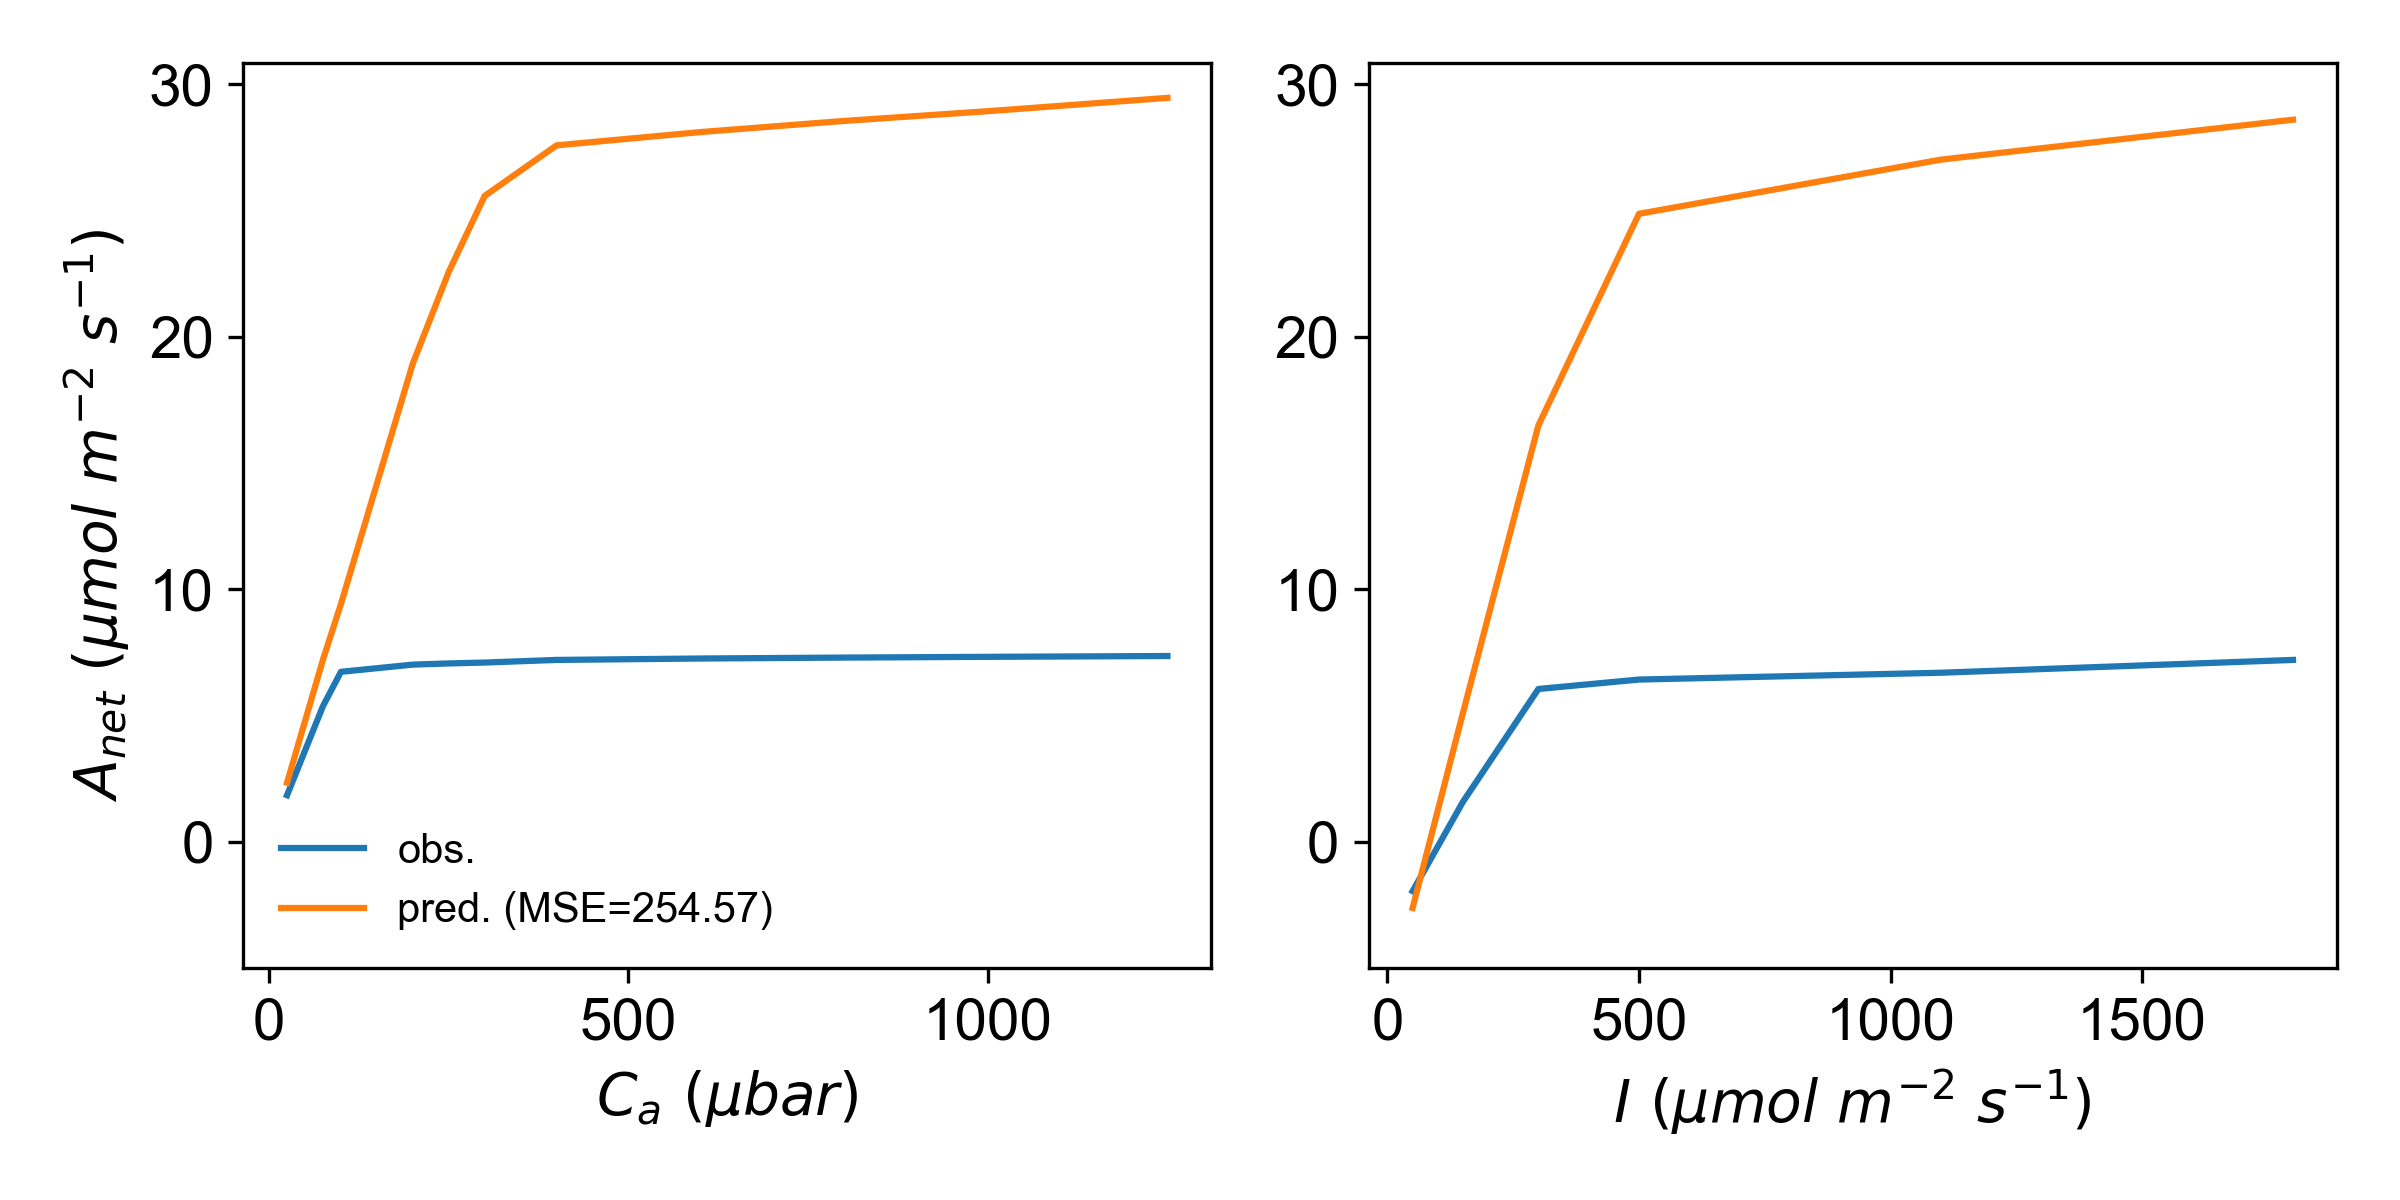 A_net (μmol m⁻² s⁻¹)
30
20
10
0
obs.
pred. (MSE=254.57)
0 500 1000
C_a (μbar)
30
20
10
0
0 500 1000 1500
I (μmol m⁻² s⁻¹)